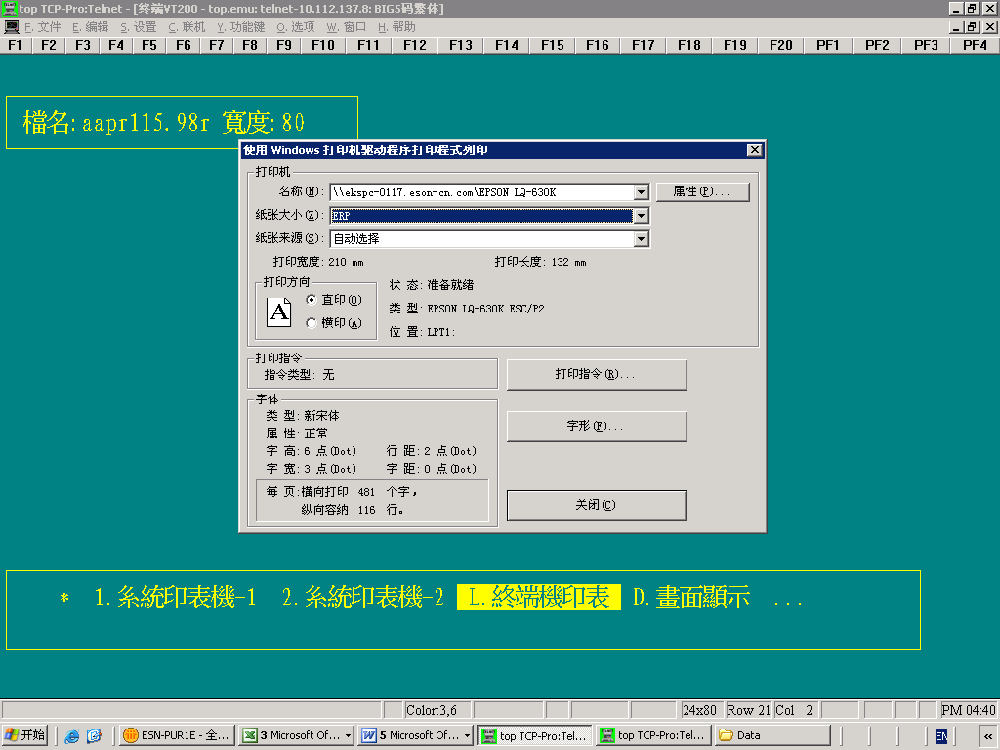 top TCP-Pro:Telnet - [终端VT200 - top.emu: telnet-10.112.137.8: BIG5码繁体]
F. 文件 E. 编辑 S. 设置 C. 联机 Y. 功能键 O. 选项 W. 窗口 H. 帮助
F1 F2 F3 F4 F5 F6 F7 F8 F9 F10 F11 F12 F13 F14 F15 F16 F17 F18 F19 F20 PF1 PF2 PF3 PF4
檔名:aapr115.98r 寬度:80
使用 Windows 打印机驱动程序打印程式列印
打印机
名称(N): \\ekspc-0117.eson-cn.com\EPSON LQ-630K 属性(P)...
纸张大小(Z): ERP
纸张来源(S): 自动选择
打印宽度: 210 mm 打印长度: 132 mm
打印方向
A
直印(O)
横印(A)
状 态: 准备就绪
类 型: EPSON LQ-630K ESC/P2
位 置: LPT1:
打印指令
指令类型: 无
打印指令(R)...
字体
类 型: 新宋体
属 性: 正常
字 高: 6 点(Dot) 行 距: 2 点(Dot)
字 宽: 3 点(Dot) 字 距: 0 点(Dot)
每 页: 横向打印 481 个字,
纵向容纳 116 行。
字形(F)...
关闭(C)
* 1.系統印表機-1 2.系統印表機-2 L.終端機印表 D.畫面顯示 ...
Color:3,6 24x80 Row 21 Col 2 PM 04:40
开始 ESN-PUR1E - 全... 3 Microsoft Of... 5 Microsoft Of... top TCP-Pro:Tel... top TCP-Pro:Tel... Data EN «